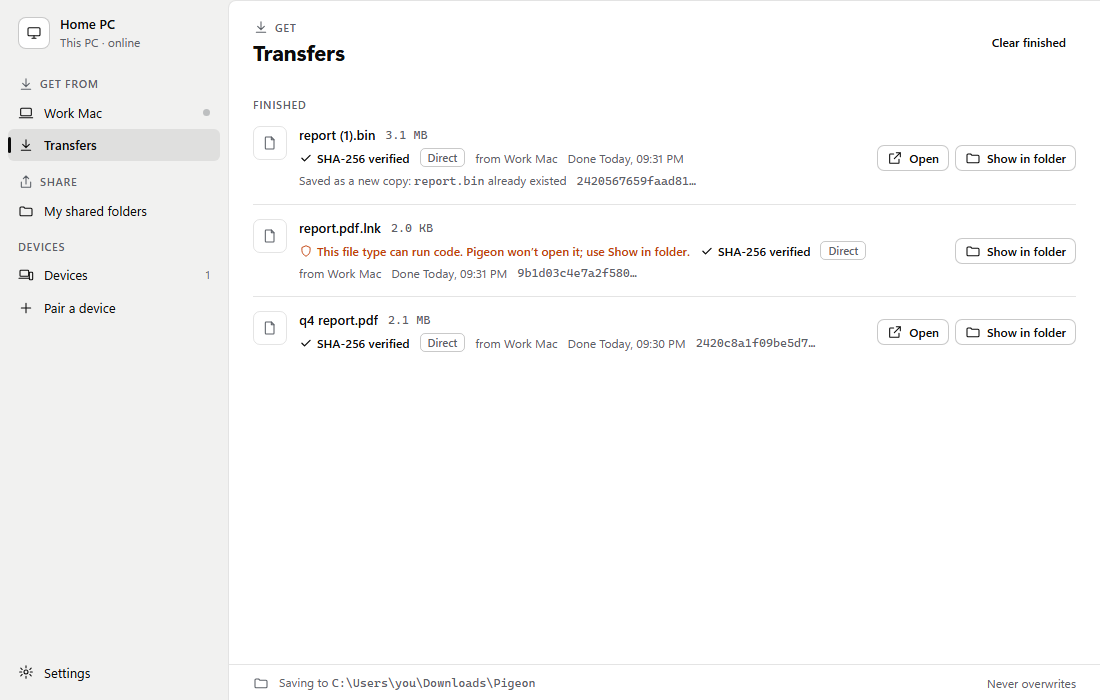 Home PC
This PC · online
GET FROM
Work Mac
Transfers
SHARE
My shared folders
DEVICES
Devices 1
Pair a device
Settings
GET
Transfers
Clear finished
FINISHED
report (1).bin 3.1 MB
SHA-256 verified Direct from Work Mac Done Today, 09:31 PM
Saved as a new copy: report.bin already existed 2420567659faad81…
Open Show in folder
report.pdf.lnk 2.0 KB
This file type can run code. Pigeon won’t open it; use Show in folder. SHA-256 verified Direct
from Work Mac Done Today, 09:31 PM 9b1d03c4e7a2f580…
Show in folder
q4 report.pdf 2.1 MB
SHA-256 verified Direct from Work Mac Done Today, 09:30 PM 2420c8a1f09be5d7…
Open Show in folder
Saving to C:\Users\you\Downloads\Pigeon
Never overwrites